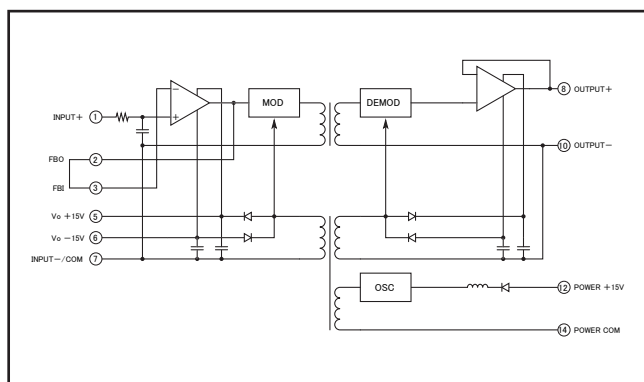 INPUT+ ①
FBO ②
FBI ③
Vo +15V ⑤
Vo −15V ⑥
INPUT−/COM ⑦
− +
MOD
DEMOD
− +
OSC
⑧ OUTPUT+
⑩ OUTPUT−
⑫ POWER +15V
⑭ POWER COM